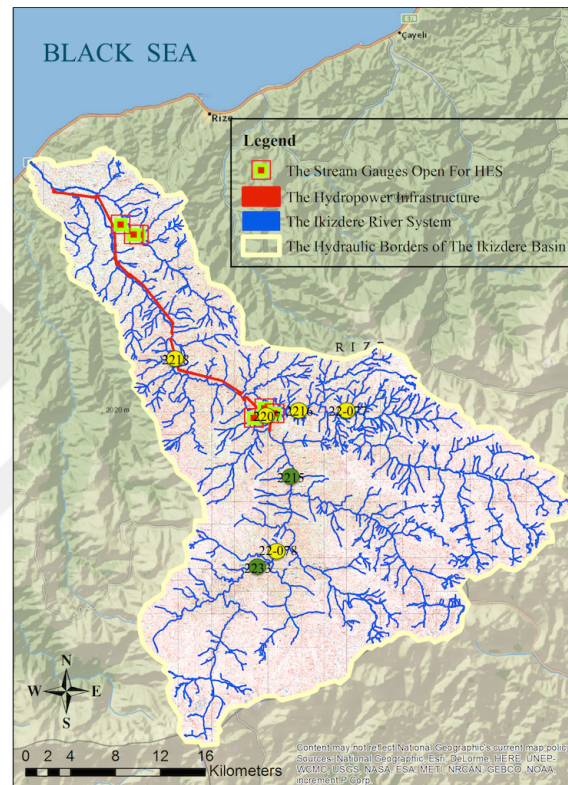 E70
Çayeli
BLACK SEA
Rize
Legend
The Stream Gauges Open For HES
The Hydropower Infrastructure
The Ikizdere River System
The Hydraulic Borders of The Ikizdere Basin
RIZE
2218
2020 m
2207
2216
22-077
2215
22-078
2233
N
W
E
S
0 2 4 8 12 16
Kilometers
Content may not reflect National Geographic's current map polic
Sources: National Geographic, Esri, DeLorme, HERE, UNEP-
WCMC, USGS, NASA, ESA, METI, NRCAN, GEBCO, NOAA,
increment P Corp.